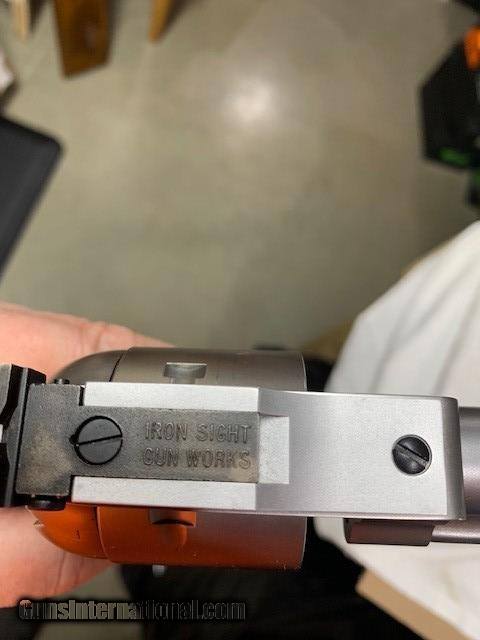 IRON SIGHT
GUN WORKS
GunsInternational.com